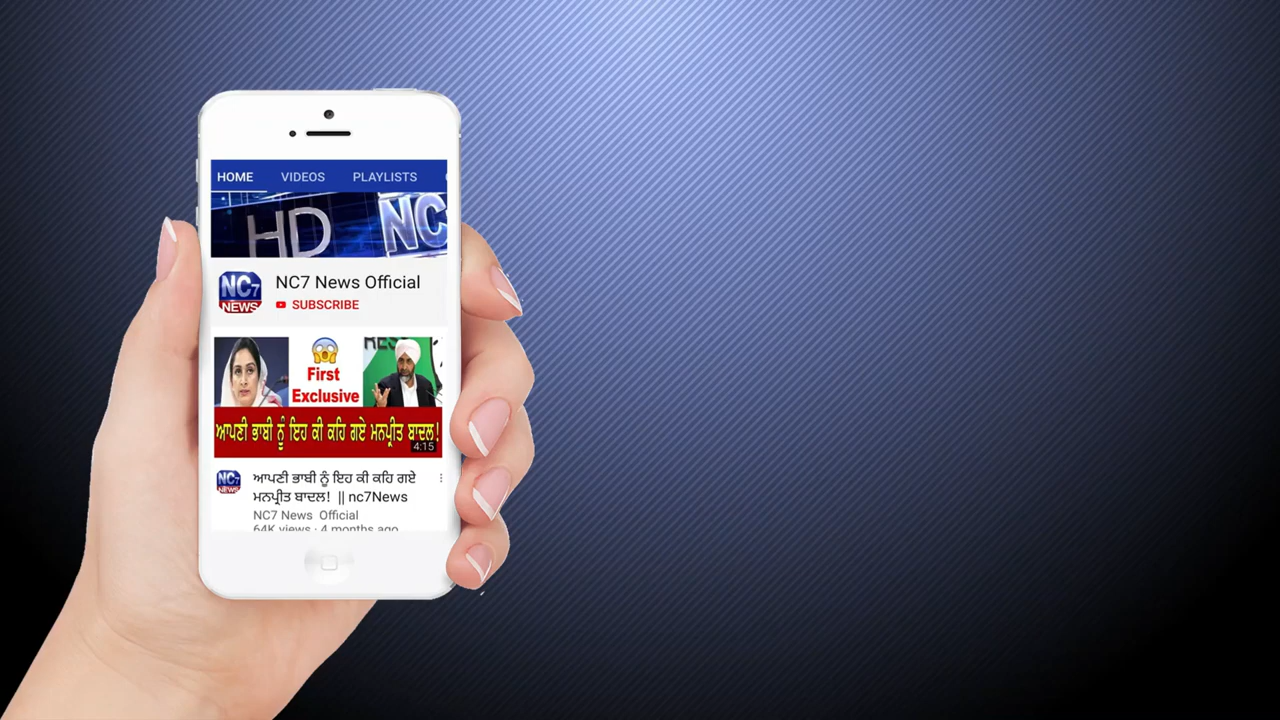 HOME VIDEOS PLAYLISTS
HD NC
NC7 News Official
NC7
NEWS
SUBSCRIBE
First
Exclusive
ਆਪਣੀ ਭਾਬੀ ਨੂੰ ਇਹ ਕੀ ਕਹਿ ਗਏ ਮਨਪ੍ਰੀਤ ਬਾਦਲ!
4:15
NC7
NEWS
ਆਪਣੀ ਭਾਬੀ ਨੂੰ ਇਹ ਕੀ ਕਹਿ ਗਏ
ਮਨਪ੍ਰੀਤ ਬਾਦਲ! || nc7News
NC7 News Official
64K views · 4 months ago